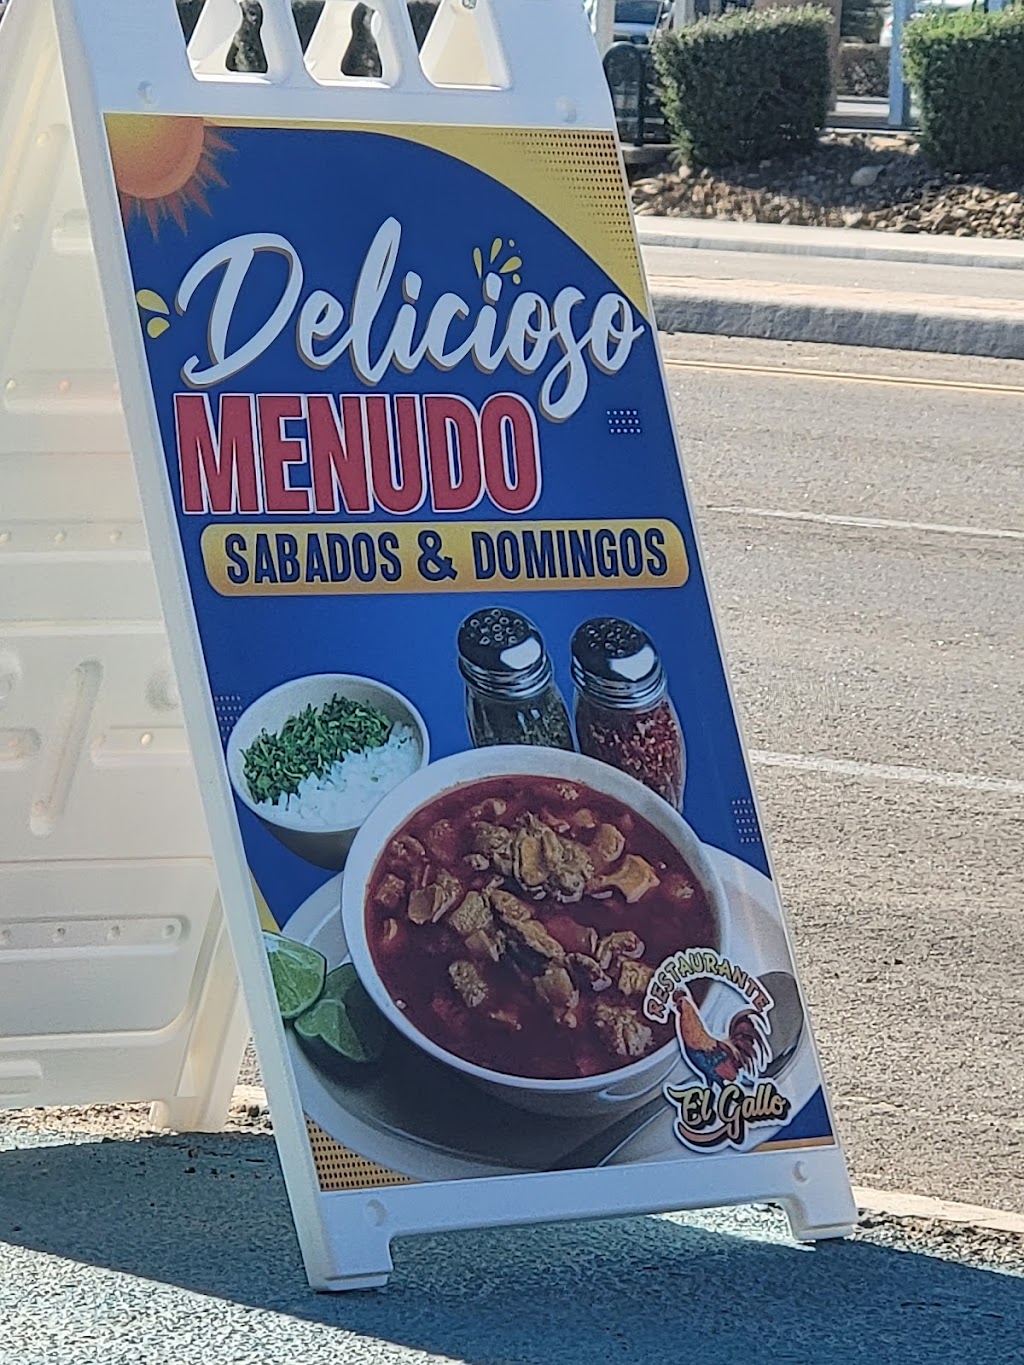 Delicioso
MENUDO
SABADOS & DOMINGOS
RESTAURANTE
El Gallo